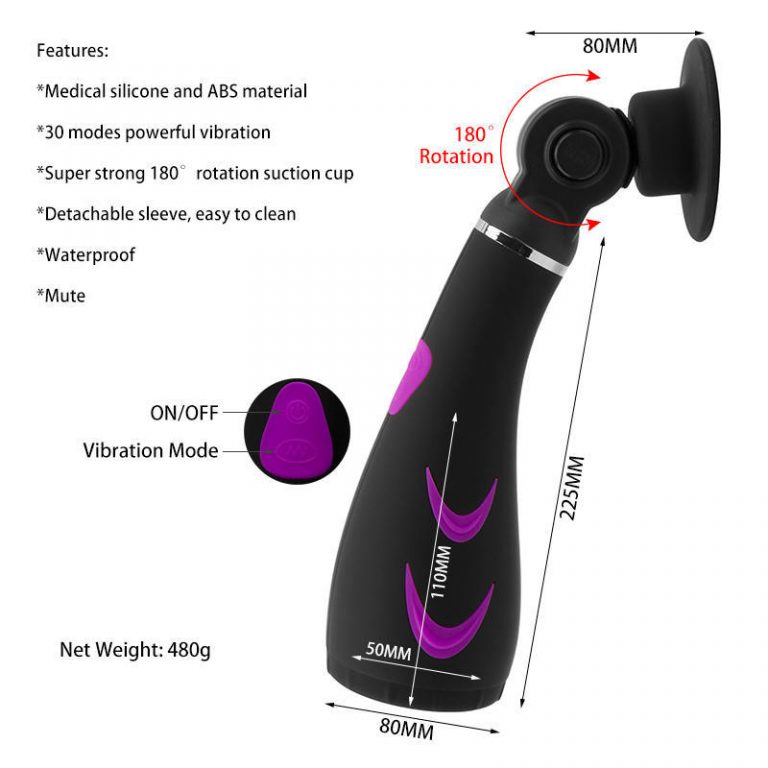 Features:
*Medical silicone and ABS material
*30 modes powerful vibration
*Super strong 180° rotation suction cup
*Detachable sleeve, easy to clean
*Waterproof
*Mute
80MM
180°
Rotation
ON/OFF
Vibration Mode
225MM
110MM
50MM
80MM
Net Weight: 480g